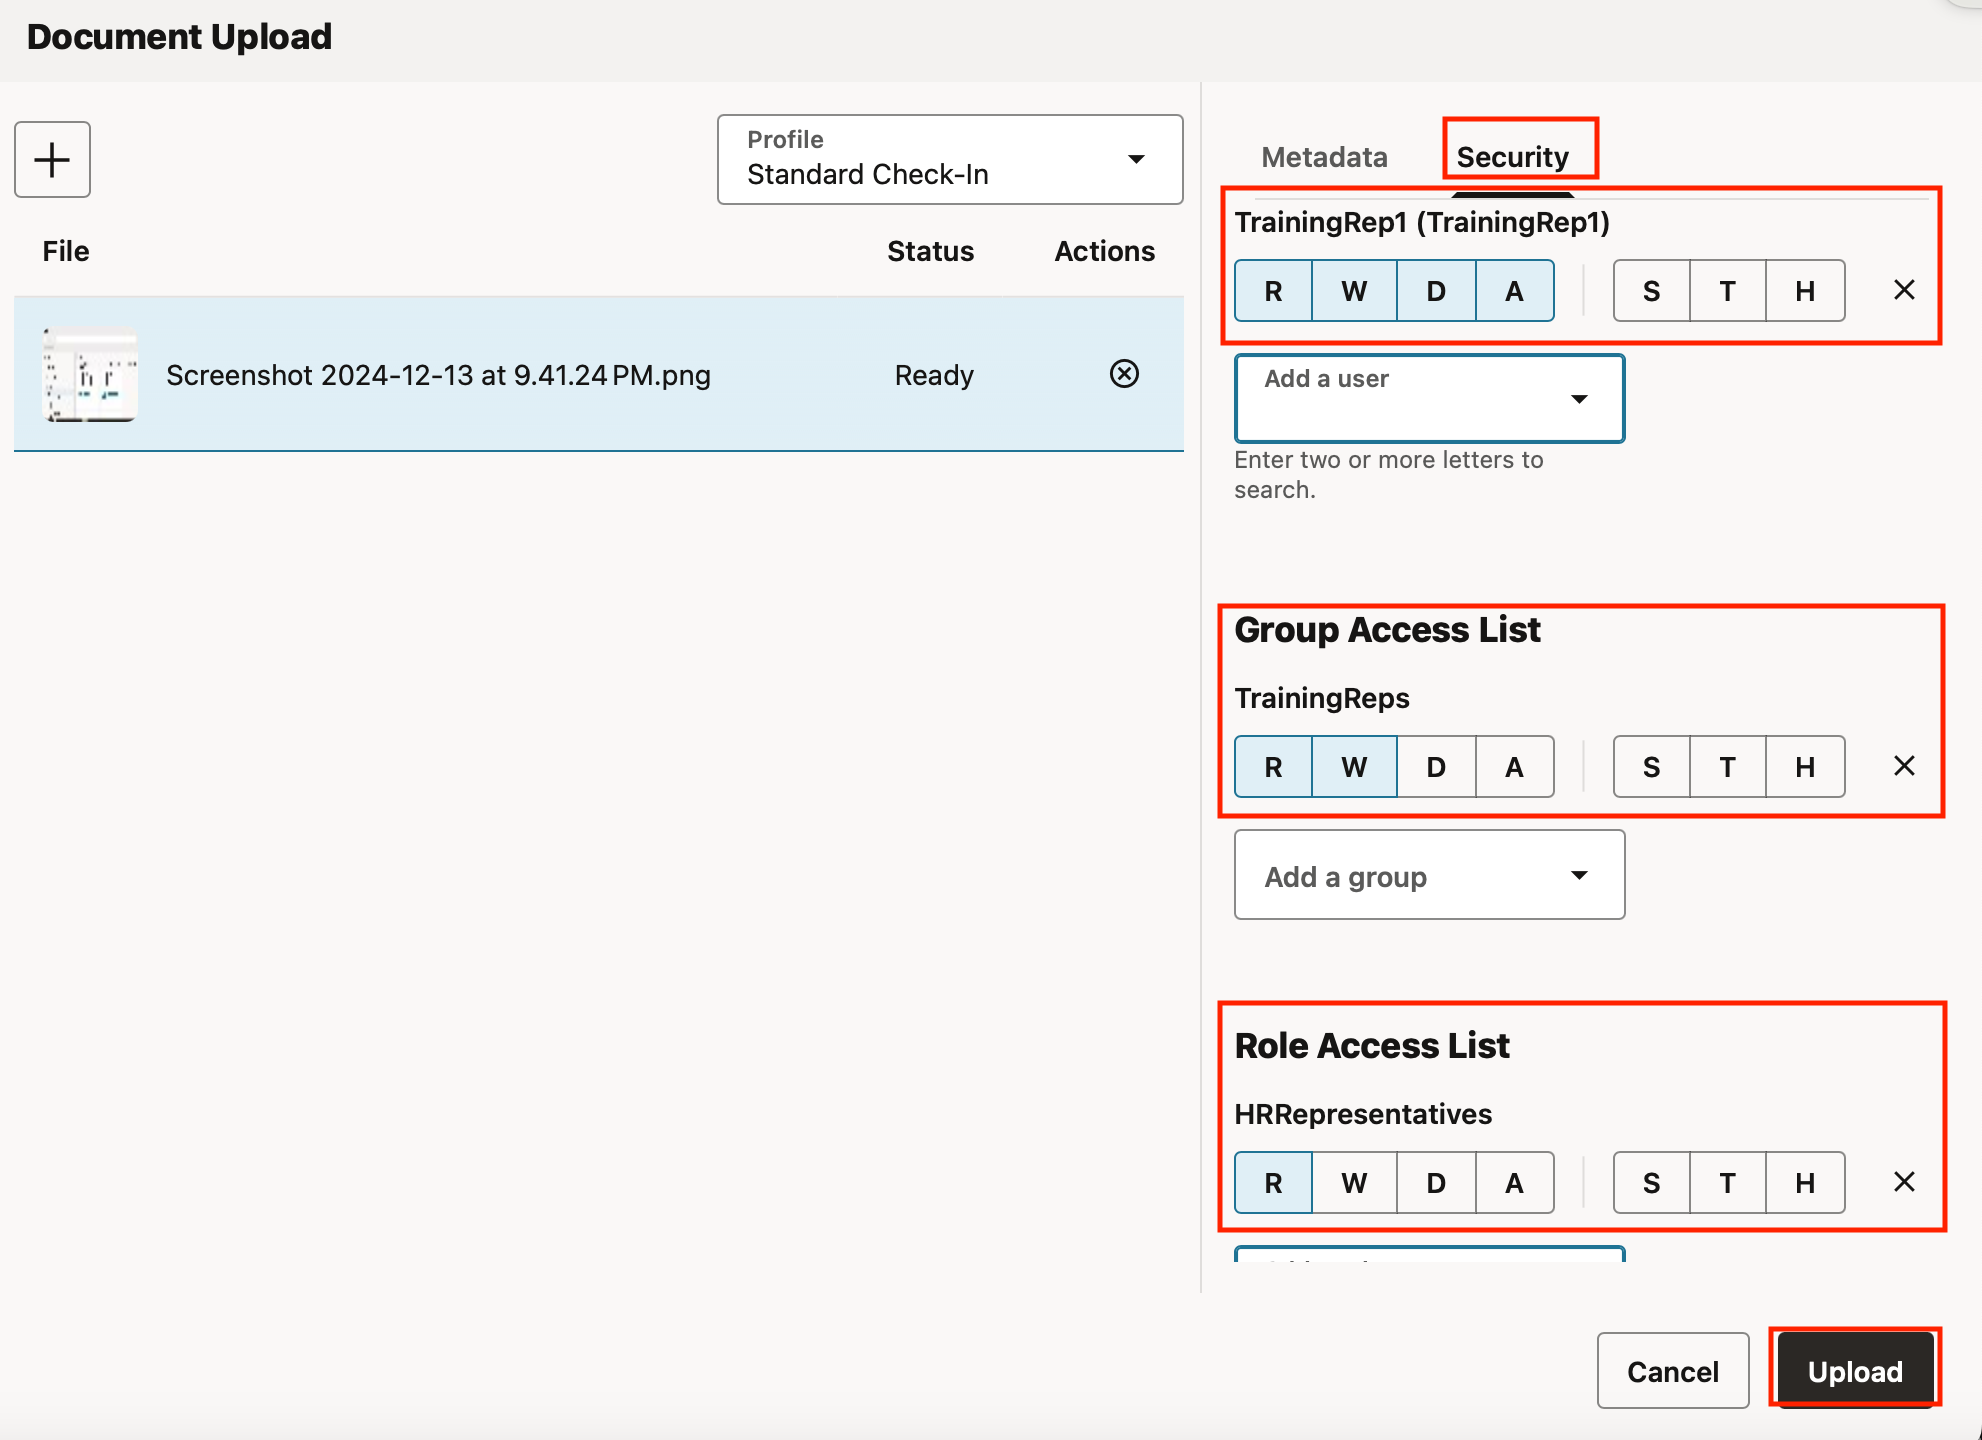 Document Upload
Profile
Standard Check-In
File
Status
Actions
Screenshot 2024-12-13 at 9.41.24 PM.png
Ready
Metadata
Security
TrainingRep1 (TrainingRep1)
R W D A S T H
Add a user
Enter two or more letters to
search.
Group Access List
TrainingReps
R W D A S T H
Add a group
Role Access List
HRRepresentatives
R W D A S T H
Cancel
Upload